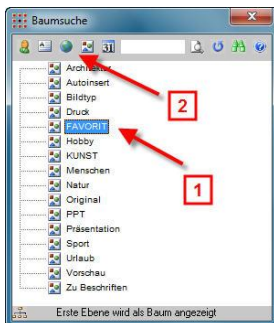 Baumsuche
31
2
Architektur
Autoinsert
Bildtyp
Druck
FAVORIT
Hobby
KUNST
Menschen
1
Natur
Original
PPT
Präsentation
Sport
Urlaub
Vorschau
Zu Beschriften
Erste Ebene wird als Baum angezeigt